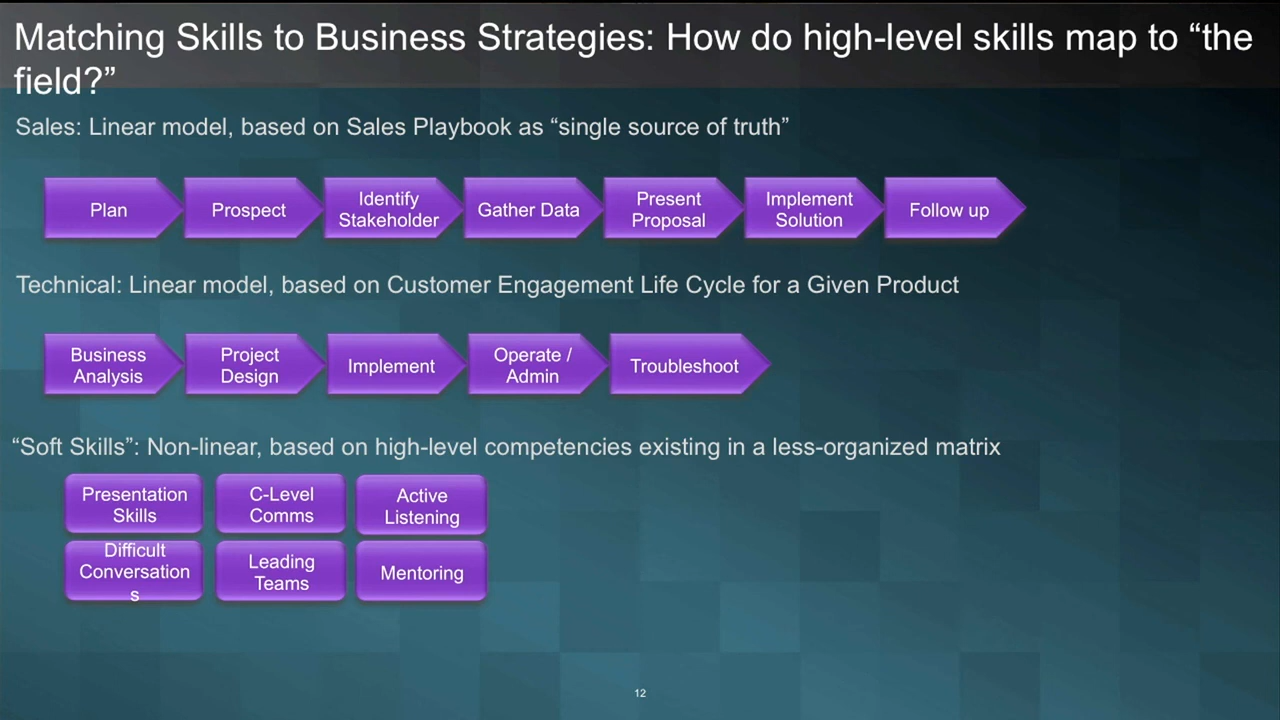 Matching Skills to Business Strategies: How do high-level skills map to “the
field?”
Sales: Linear model, based on Sales Playbook as “single source of truth”
Plan
Prospect
Identify
Stakeholder
Gather Data
Present
Proposal
Implement
Solution
Follow up
Technical: Linear model, based on Customer Engagement Life Cycle for a Given Product
Business
Analysis
Project
Design
Implement
Operate /
Admin
Troubleshoot
“Soft Skills”: Non-linear, based on high-level competencies existing in a less-organized matrix
Presentation
Skills
C-Level
Comms
Active
Listening
Difficult
Conversation
s
Leading
Teams
Mentoring
12